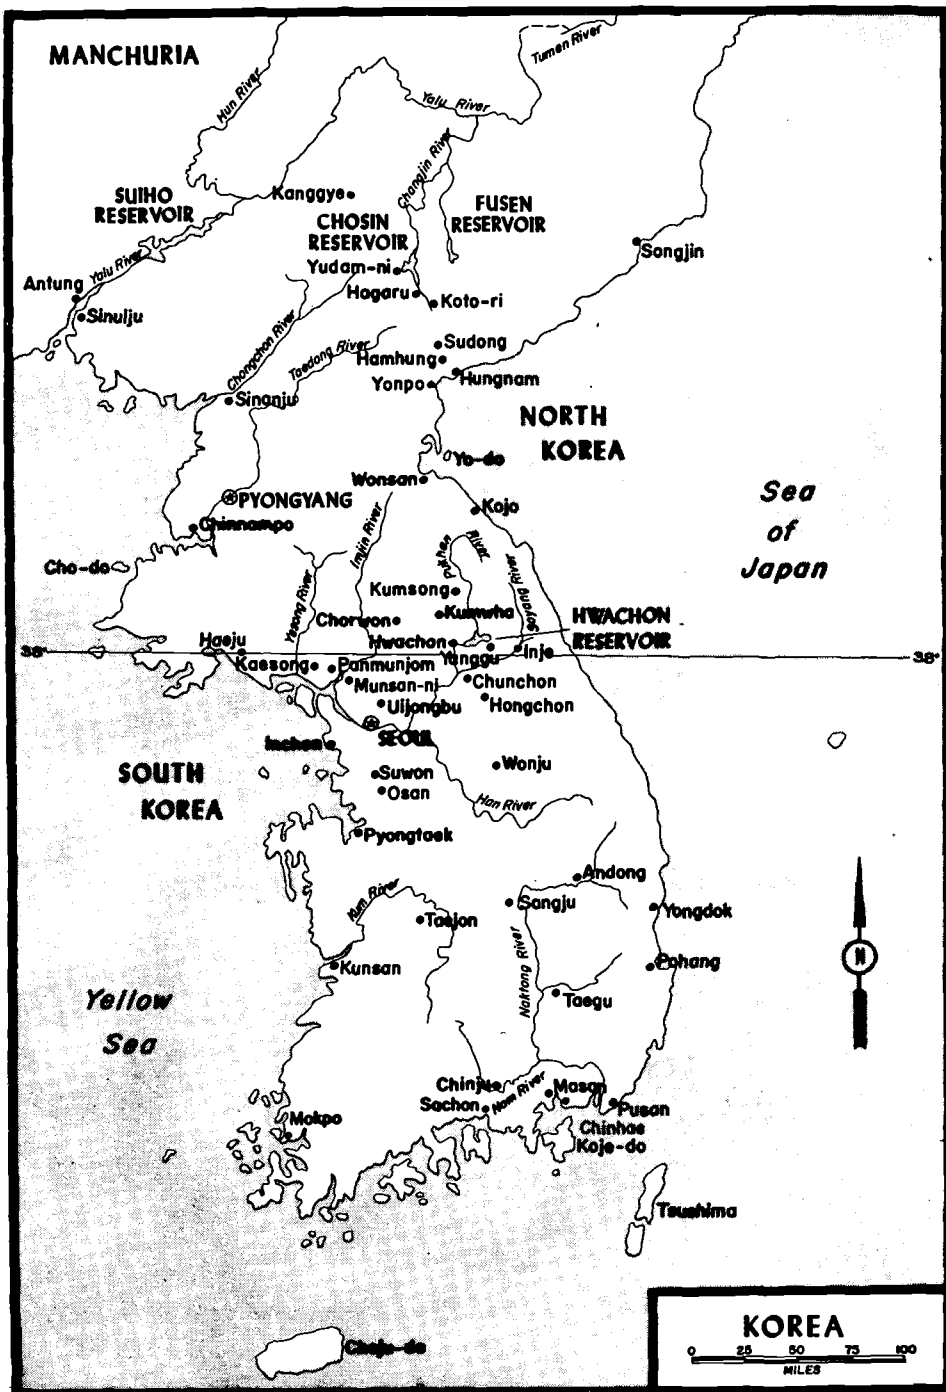 MANCHURIA
Hun River
Yalu River
Tumen River
Changjin River
Kanggye
SUIHO
RESERVOIR
CHOSIN
RESERVOIR
FUSEN
RESERVOIR
Yudam-ni
Songjin
Antung
Yalu River
Hagaru
Koto-ri
Sinulju
Chongchon River
Taedong River
Sudong
Hamhung
Hungnam
Yonpo
Sinanju
NORTH
KOREA
Yo-do
Wonsan
PYONGYANG
Kojo
Sea
of
Japan
Chinnampo
Imjin River
Pukhan
River
Soyang River
Cho-do
Yesong River
Kumsong
Chorwon
Kumwha
HWACHON
RESERVOIR
Haeju
Hwachon
Yanggu
Inje
38°
38°
Kaesong
Panmunjom
Munsan-ni
Chunchon
Uijongbu
Hongchon
SEOUL
Inchon
SOUTH
KOREA
Suwon
Wonju
Osan
Han River
Pyongtaek
Andong
Kum River
Sangju
Yongdok
Taejon
N
Kunsan
Pohang
Naktong River
Yellow
Sea
Taegu
Chinju
Nam River
Masan
Sachon
Pusan
Mokpo
Chinhae
Koje-do
Tsushima
Cheju-do
KOREA
0 25 50 75 100
MILES